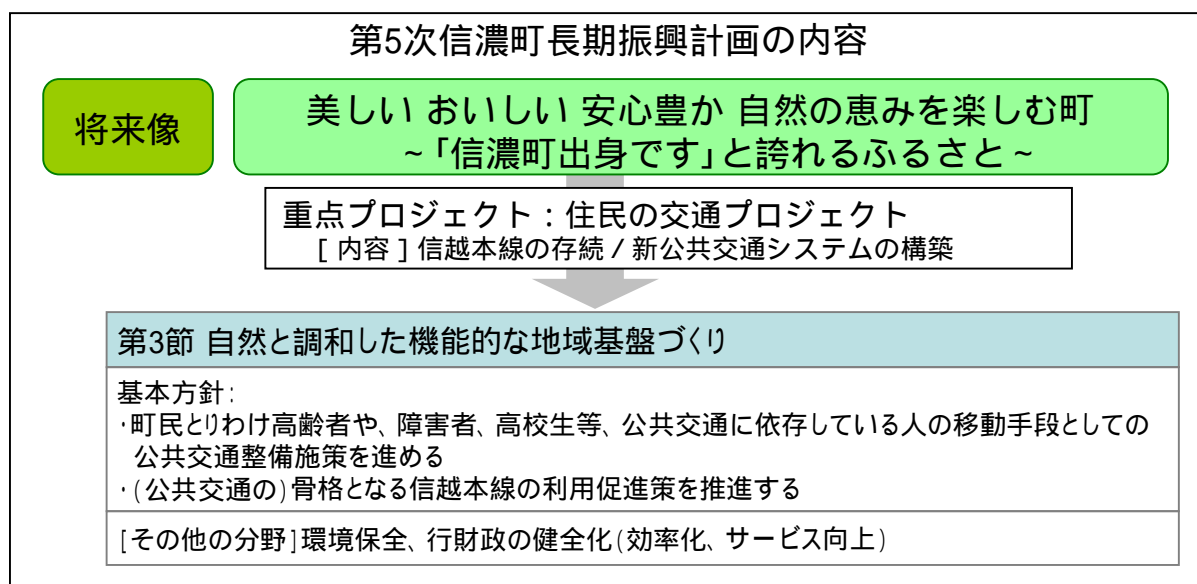 第5次信濃町長期振興計画の内容
将来像
美しい おいしい 安心豊か 自然の恵みを楽しむ町
~「信濃町出身です」と誇れるふるさと~
重点プロジェクト:住民の交通プロジェクト
[ 内容 ] 信越本線の存続 / 新公共交通システムの構築
第3節 自然と調和した機能的な地域基盤づくり
基本方針:
・町民とりわけ高齢者や、障害者、高校生等、公共交通に依存している人の移動手段としての
公共交通整備施策を進める
・(公共交通の)骨格となる信越本線の利用促進策を推進する
[その他の分野]環境保全、行財政の健全化(効率化、サービス向上)